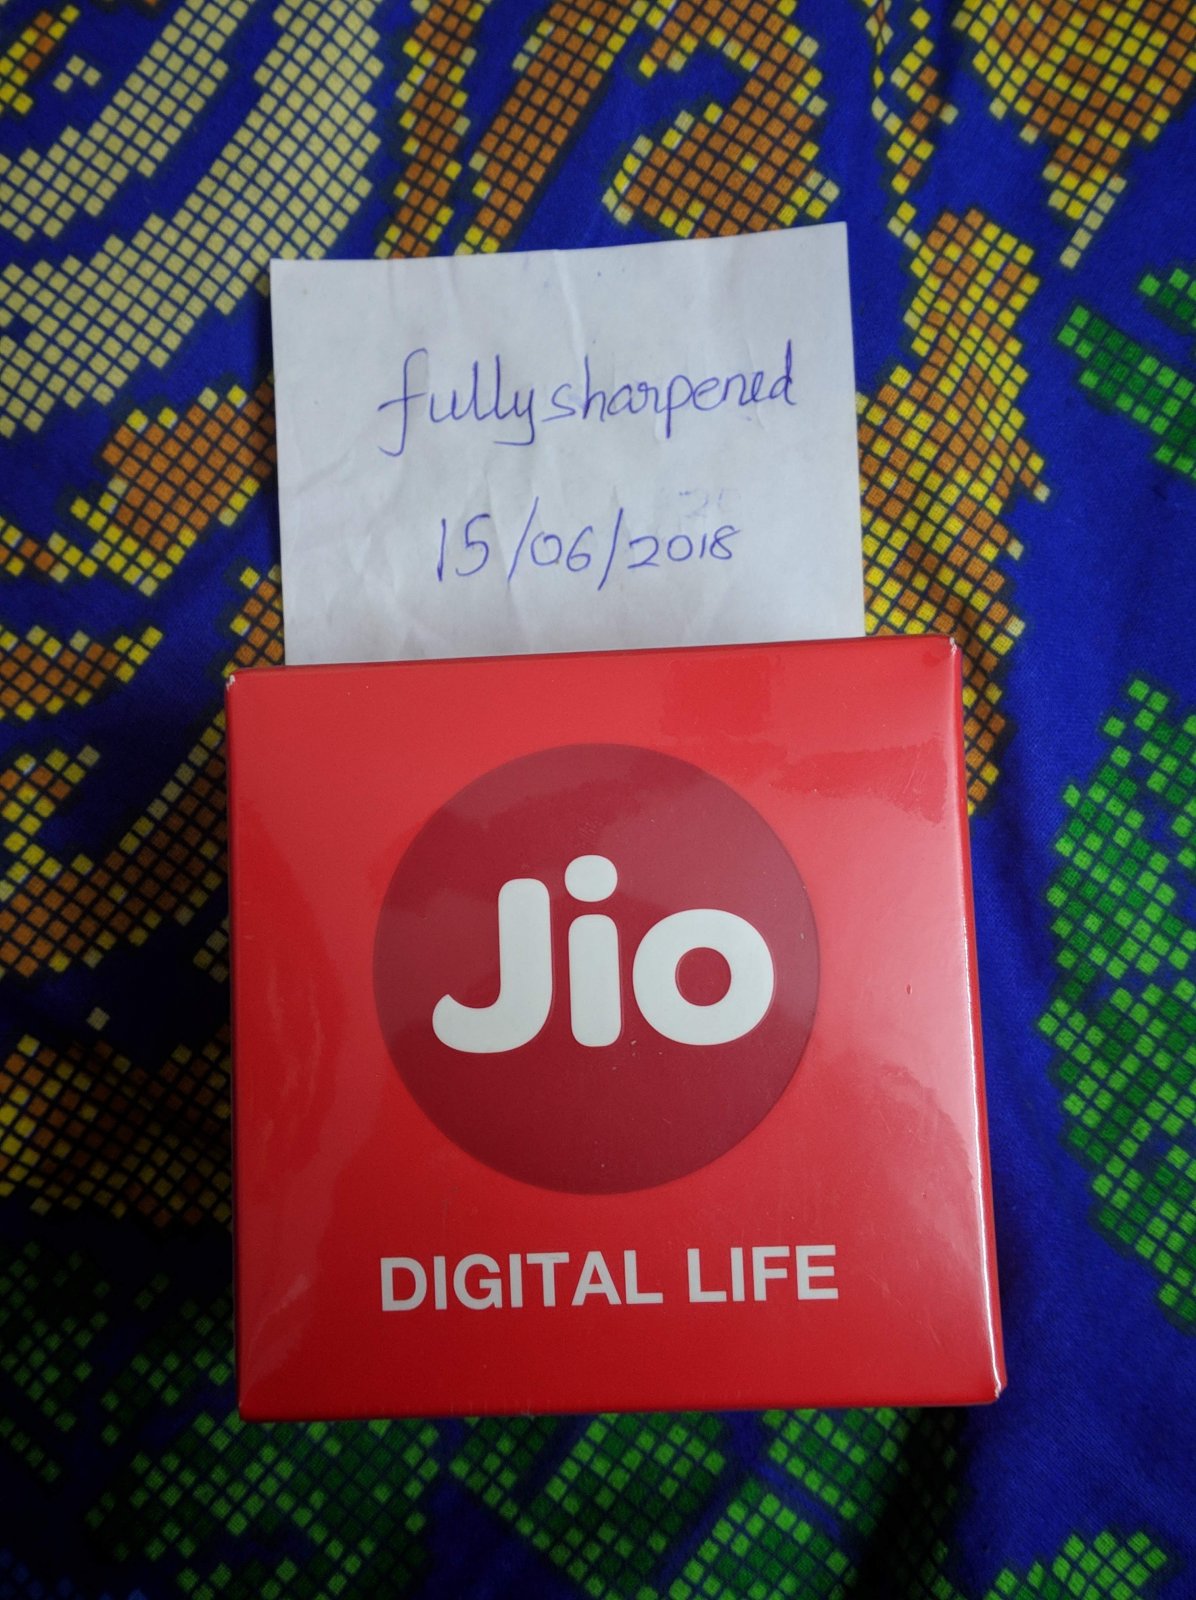 fullysharpened
15/06/2018
Jio
DIGITAL LIFE